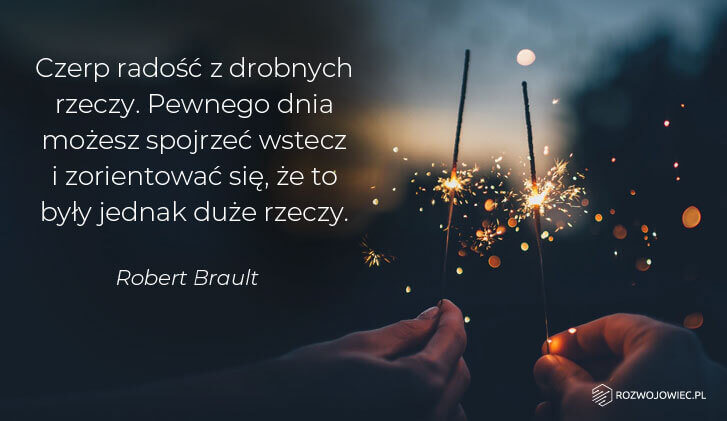 Czerp radość z drobnych
rzeczy. Pewnego dnia
możesz spojrzeć wstecz
i zorientować się, że to
były jednak duże rzeczy.
Robert Brault
ROZWOJOWIEC.PL